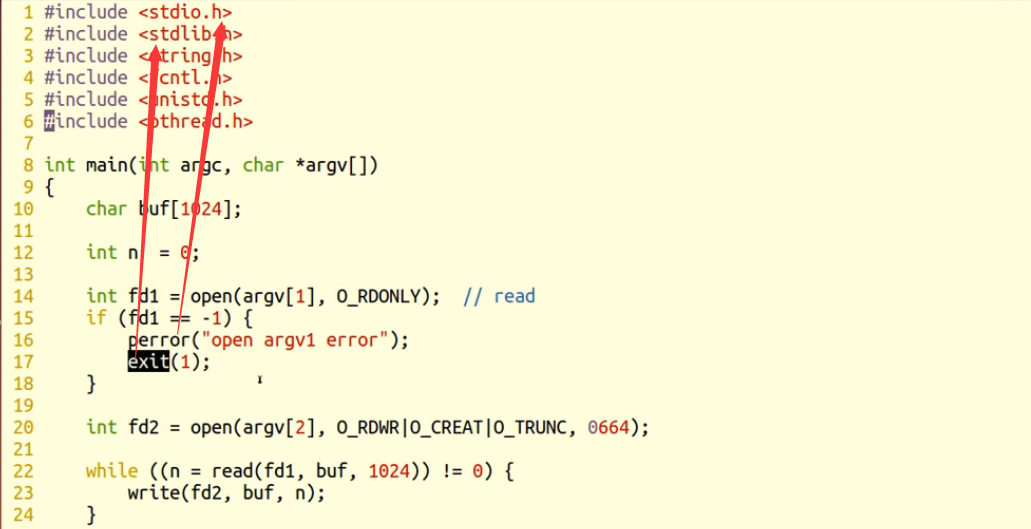 1 #include <stdio.h>
2 #include <stdlib.h>
3 #include <string.h>
4 #include <fcntl.h>
5 #include <unistd.h>
6 #include <pthread.h>
7
8 int main(int argc, char *argv[])
9 {
10 char buf[1024];
11
12 int n = 0;
13
14 int fd1 = open(argv[1], O_RDONLY); // read
15 if (fd1 == -1) {
16 perror("open argv1 error");
17 exit(1);
18 }
19
20 int fd2 = open(argv[2], O_RDWR|O_CREAT|O_TRUNC, 0664);
21
22 while ((n = read(fd1, buf, 1024)) != 0) {
23 write(fd2, buf, n);
24 }